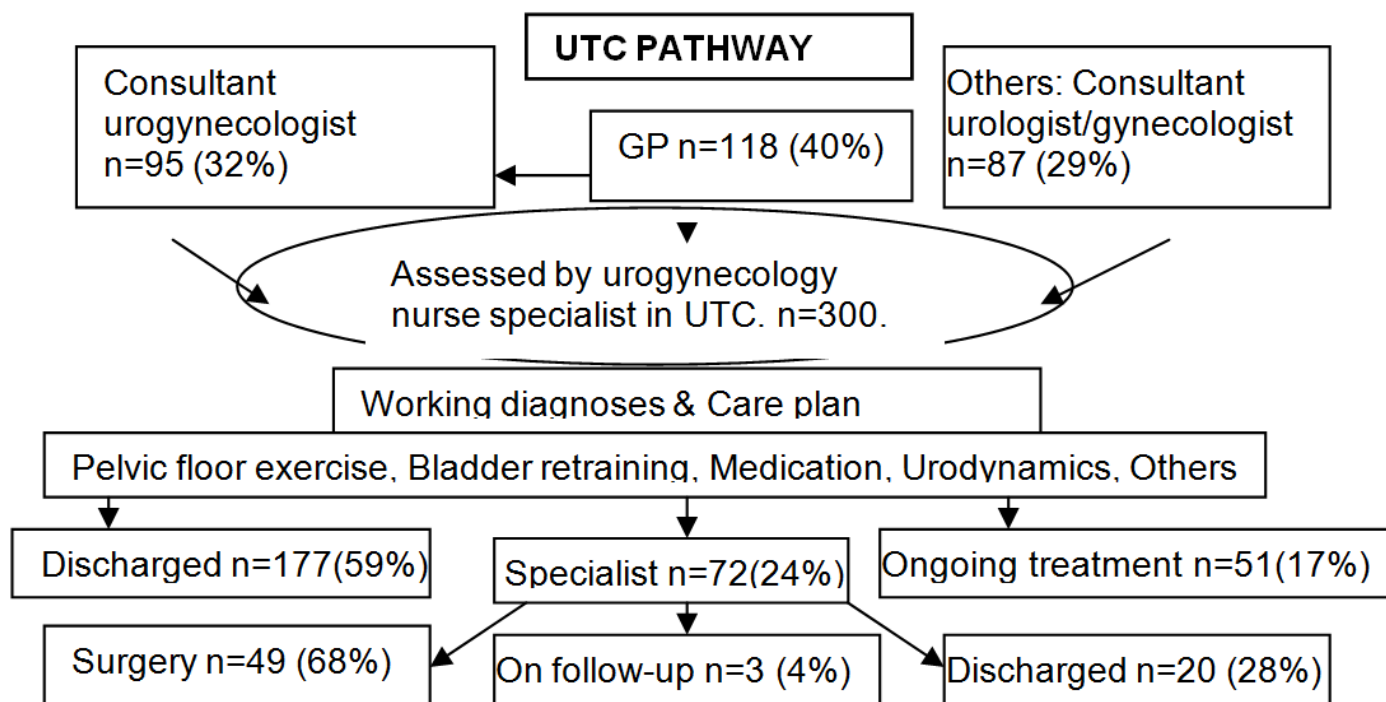 UTC PATHWAY
Consultant
urogynecologist
n=95 (32%)
GP n=118 (40%)
Others: Consultant
urologist/gynecologist
n=87 (29%)
Assessed by urogynecology
nurse specialist in UTC. n=300.
Working diagnoses & Care plan
Pelvic floor exercise, Bladder retraining, Medication, Urodynamics, Others
Discharged n=177(59%)
Specialist n=72(24%)
Ongoing treatment n=51(17%)
Surgery n=49 (68%)
On follow-up n=3 (4%)
Discharged n=20 (28%)